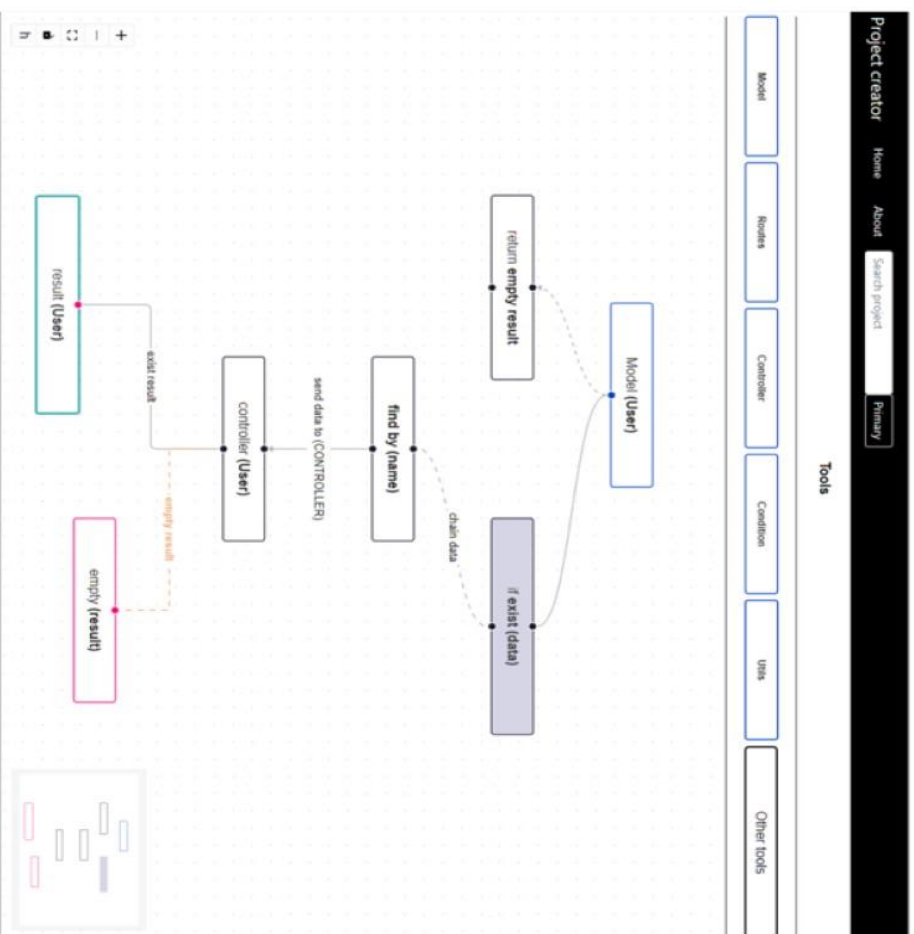 Project creator
Home
About
Search project
Primary
Tools
Model
Routes
Controller
Condition
Utils
Other tools
Model (User)
return empty result
if exist (data)
chain data
find by (name)
send data to (CONTROLLER)
controller (User)
exist result
empty result
result (User)
empty (result)
+
−
h